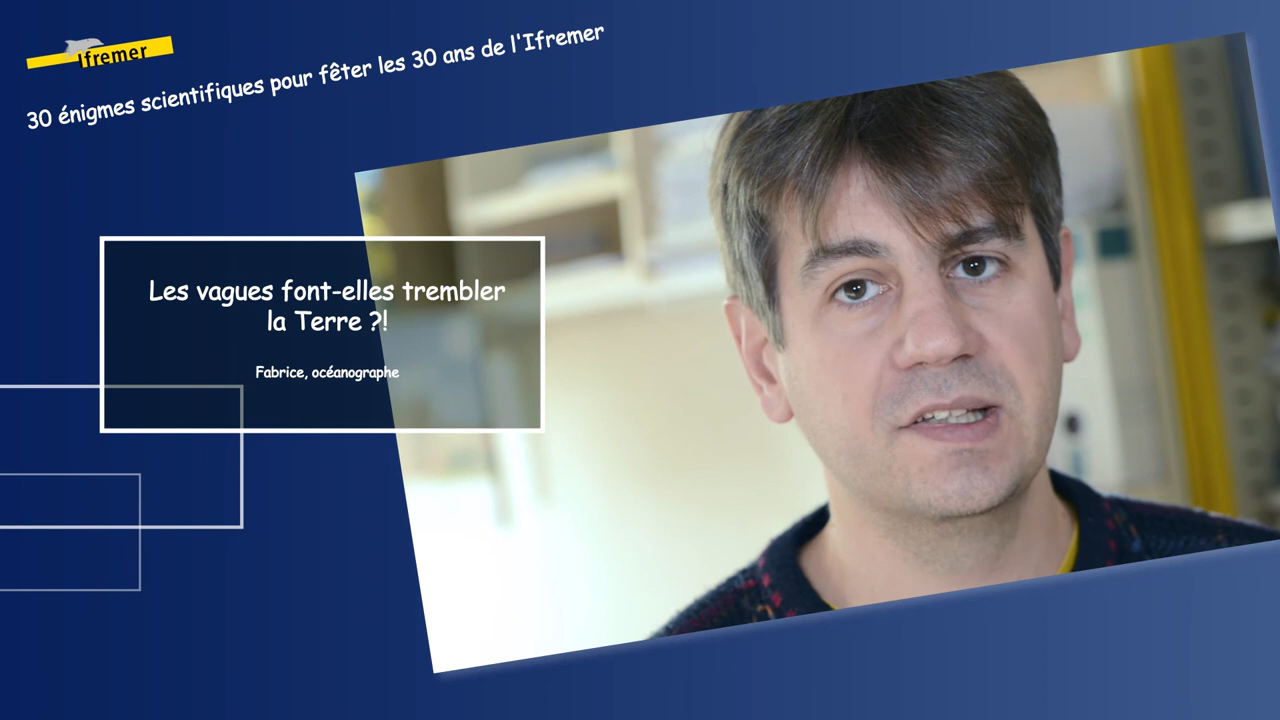 Ifremer
30 énigmes scientifiques pour fêter les 30 ans de l'Ifremer
Les vagues font-elles trembler
la Terre ?!
Fabrice, océanographe